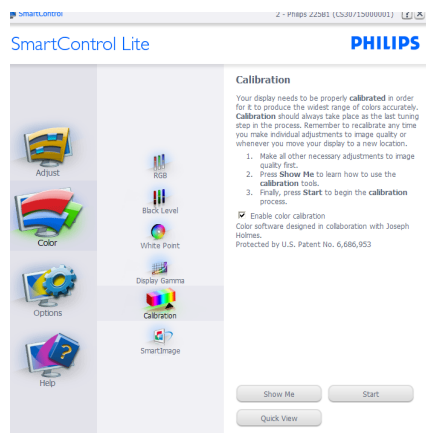 SmartControl
2 - Philips 225B1 (CS30715000001)
? X
SmartControl Lite
PHILIPS
Adjust
Color
Options
Help
RGB
Black Level
White Point
Display Gamma
Calibration
SmartImage
Calibration
Your display needs to be properly calibrated in order
for it to produce the widest range of colors accurately.
Calibration should always take place as the last tuning
step in the process. Remember to recalibrate any time
you make individual adjustments to image quality or
whenever you move your display to a new location.
1. Make all other necessary adjustments to image
quality first.
2. Press Show Me to learn how to use the
calibration tools.
3. Finally, press Start to begin the calibration
process.
Enable color calibration
Color software designed in collaboration with Joseph
Holmes.
Protected by U.S. Patent No. 6,686,953
Show Me
Start
Quick View